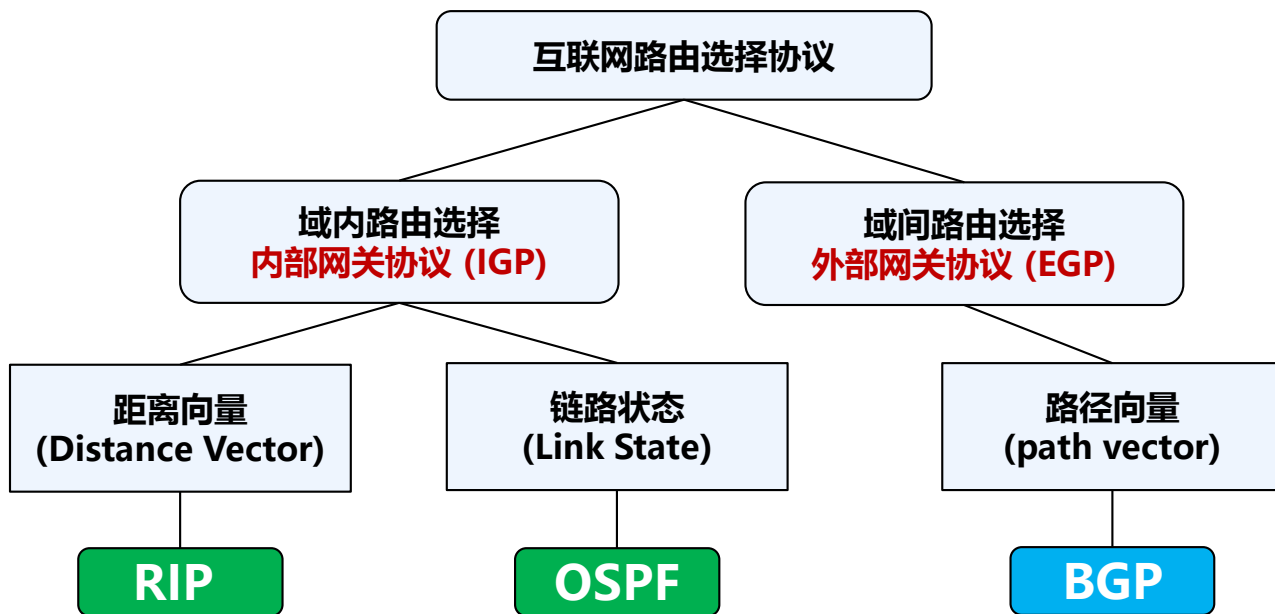 互联网路由选择协议
域内路由选择
内部网关协议 (IGP)
域间路由选择
外部网关协议 (EGP)
距离向量
(Distance Vector)
链路状态
(Link State)
路径向量
(path vector)
RIP
OSPF
BGP